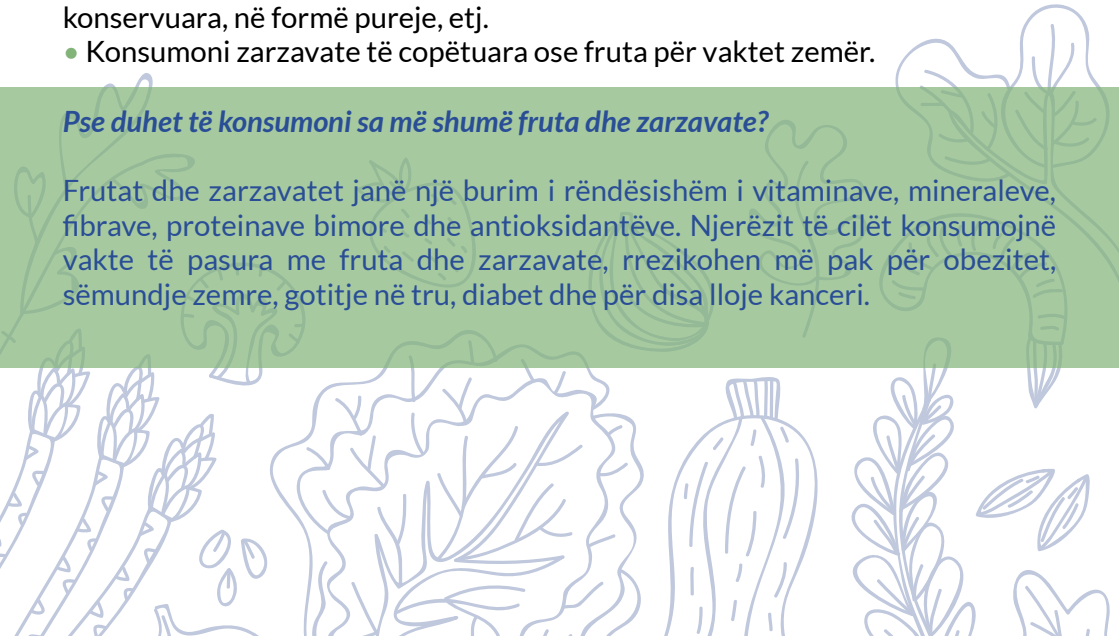 konservuara, në formë pureje, etj.
• Konsumoni zarzavate të copëtuara ose fruta për vaktet zemër.
Pse duhet të konsumoni sa më shumë fruta dhe zarzavate?
Frutat dhe zarzavatet janë një burim i rëndësishëm i vitaminave, mineraleve,
fibrave, proteinave bimore dhe antioksidantëve. Njerëzit të cilët konsumojnë
vakte të pasura me fruta dhe zarzavate, rrezikohen më pak për obezitet,
sëmundje zemre, gotitje në tru, diabet dhe për disa lloje kanceri.